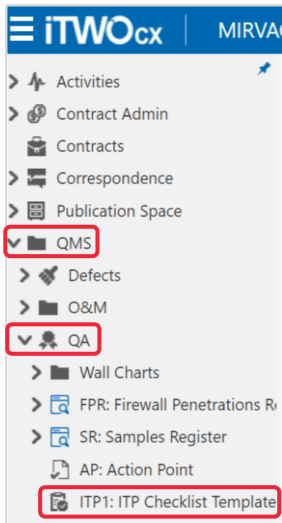 iTWOcx MIRVAC
Activities
Contract Admin
Contracts
Correspondence
Publication Space
QMS
Defects
O&M
QA
Wall Charts
FPR: Firewall Penetrations Re
SR: Samples Register
AP: Action Point
ITP1: ITP Checklist Template